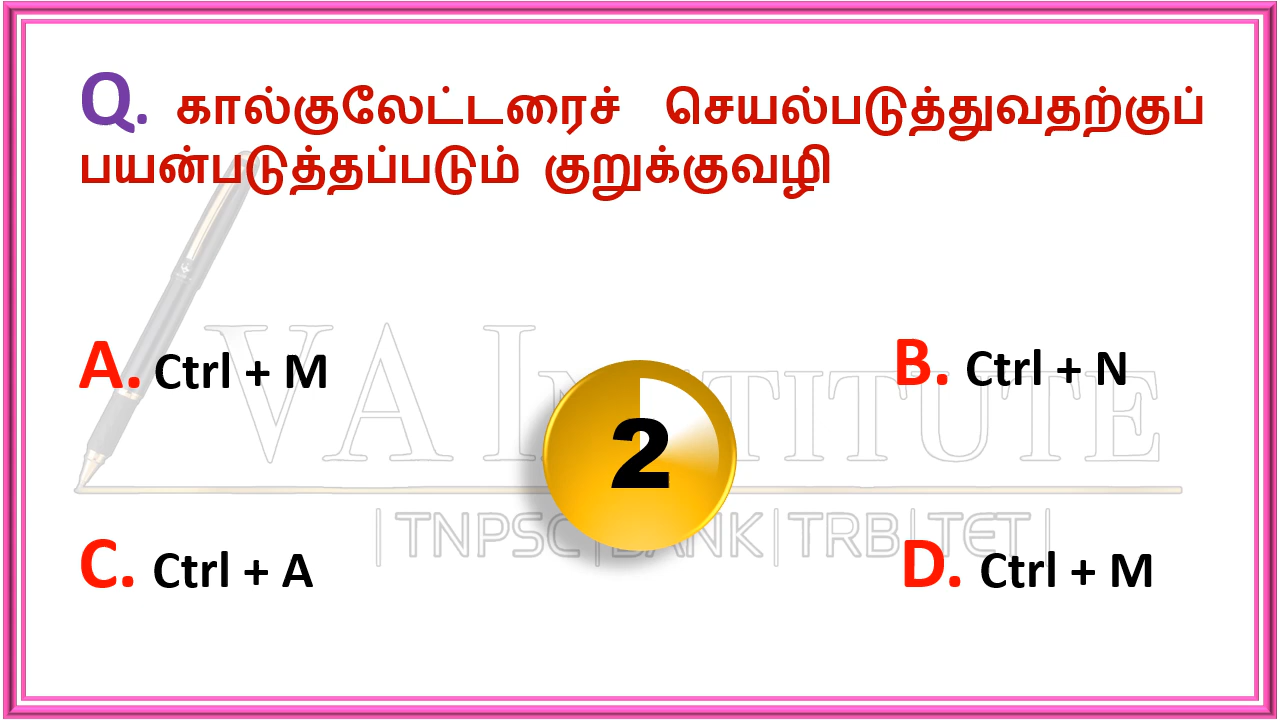 Q. கால்குலேட்டரைச் செயல்படுத்துவதற்குப்
பயன்படுத்தப்படும் குறுக்குவழி
VA INSTITUTE
A. Ctrl + M
B. Ctrl + N
2
|TNPSC|BANK|TRB|TET|
C. Ctrl + A
D. Ctrl + M